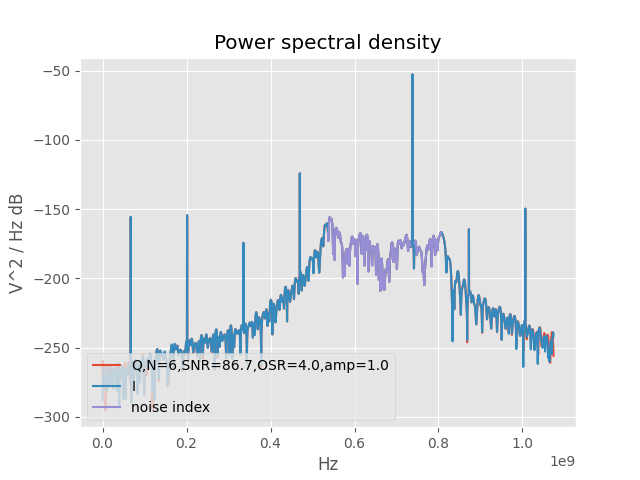 Power spectral density
V^2 / Hz dB
−50
−100
−150
−200
−250
−300
Q,N=6,SNR=86.7,OSR=4.0,amp=1.0
I
noise index
0.0 0.2 0.4 0.6 0.8 1.0
1e9
Hz